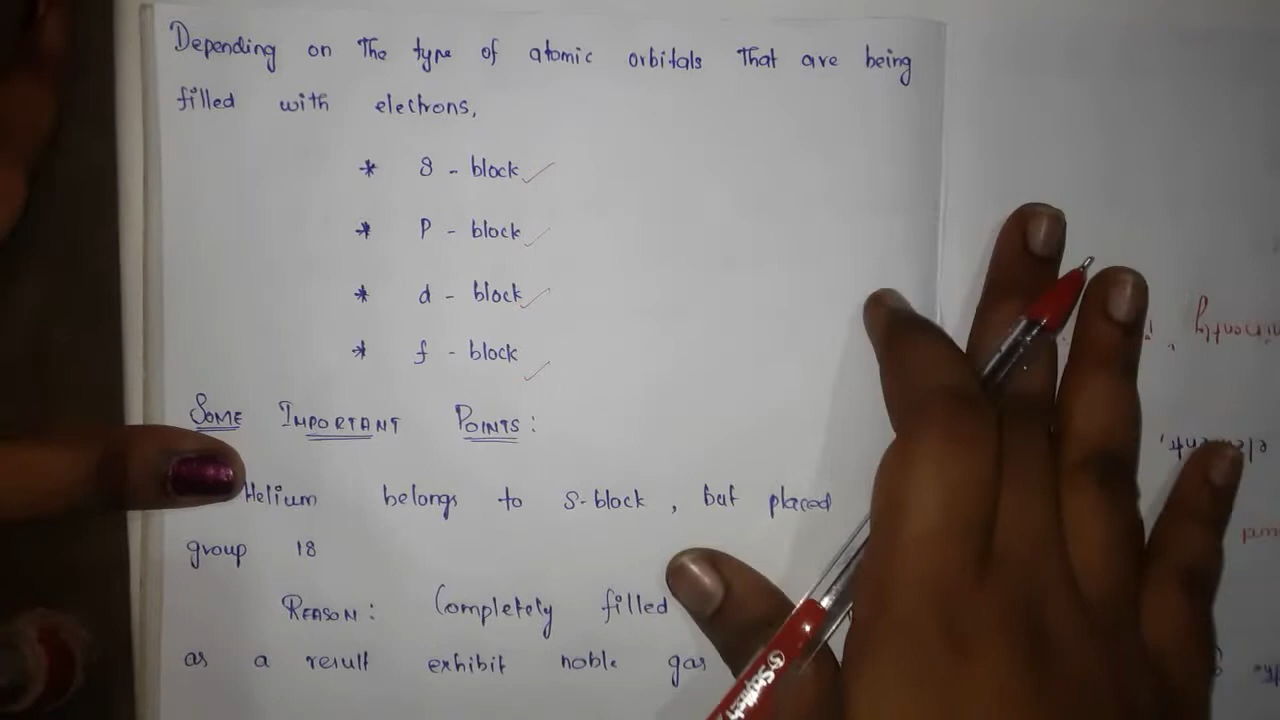 Depending on the type of atomic orbitals that are being
filled with electrons,
* S - block
* P - block
* d - block
* f - block
SOME IMPORTANT POINTS:
Helium belongs to S-block, but placed
group 18
REASON: Completely filled
as a result exhibit noble gas